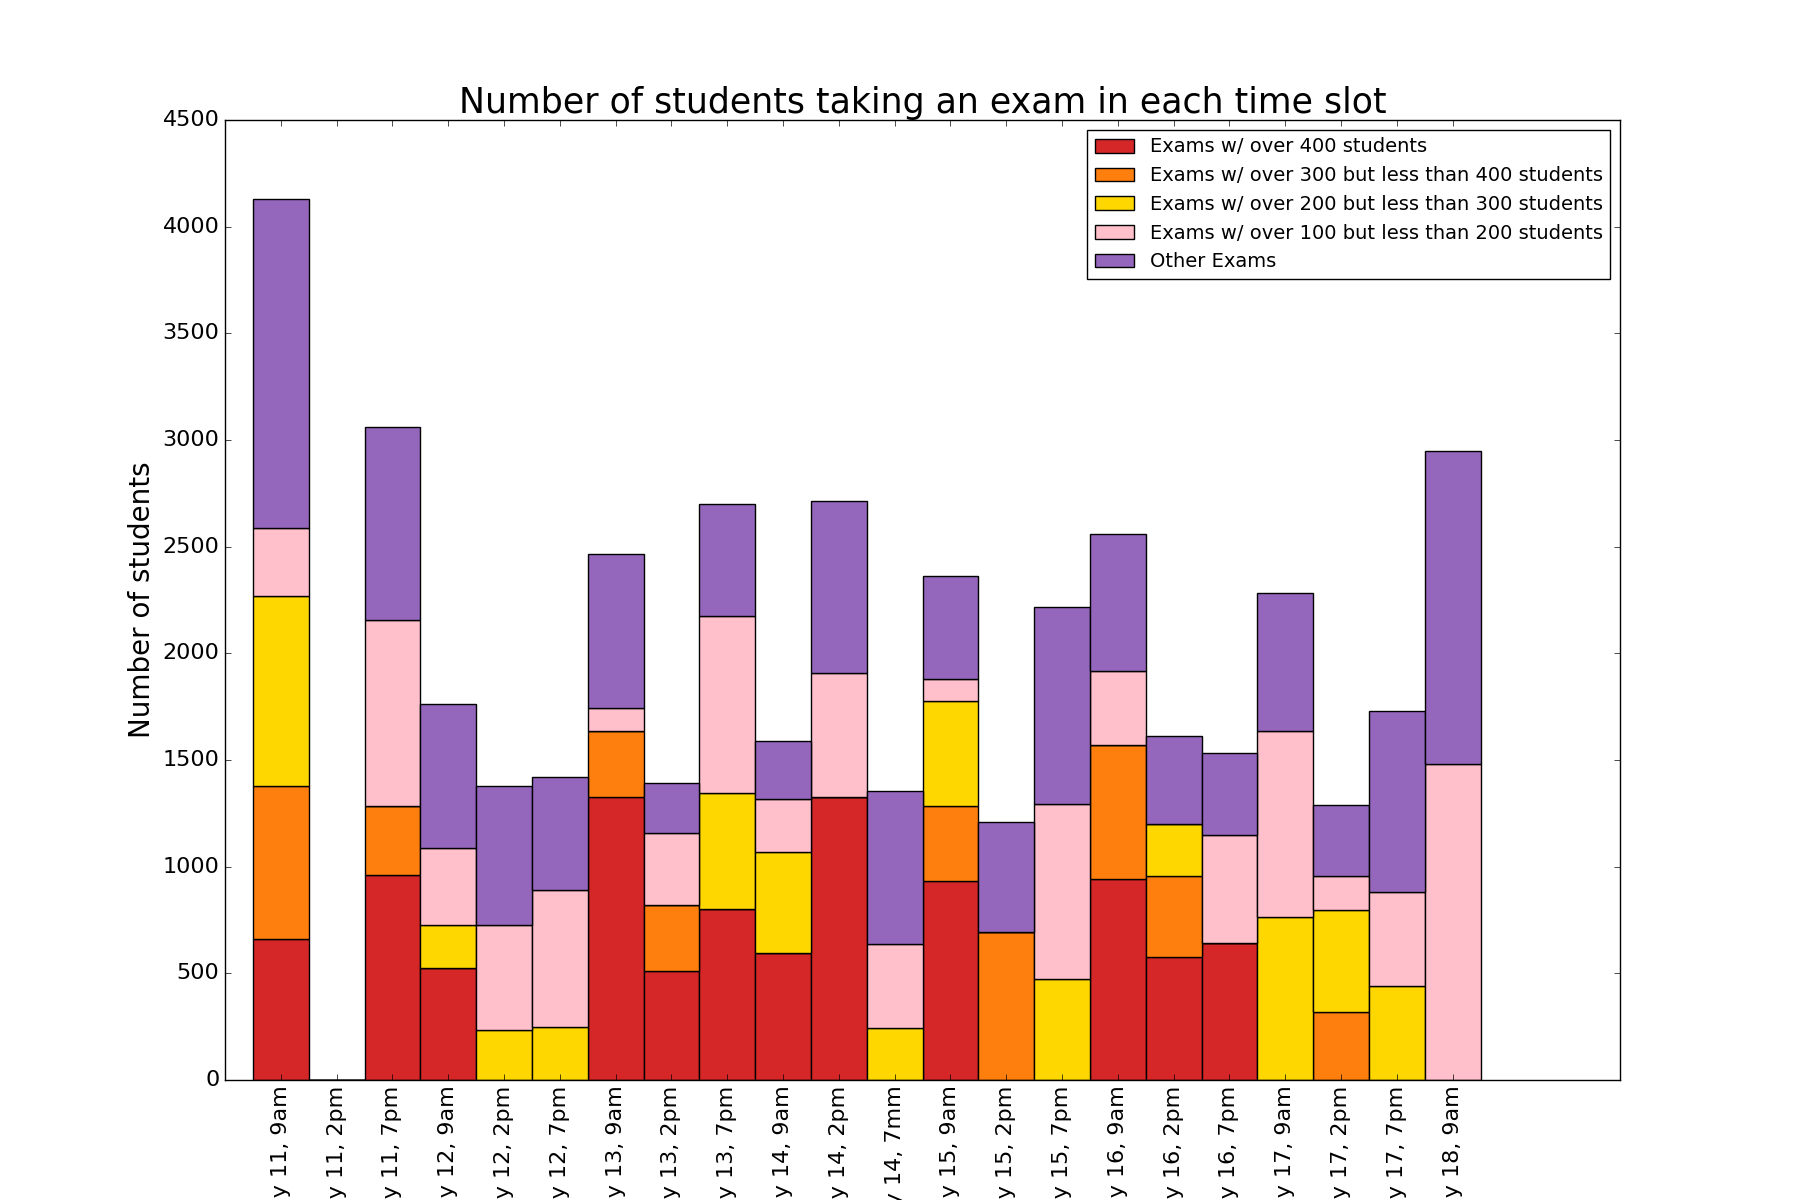 Number of students taking an exam in each time slot
Exams w/ over 400 students
Exams w/ over 300 but less than 400 students
Exams w/ over 200 but less than 300 students
Exams w/ over 100 but less than 200 students
Other Exams
Number of students
4500
4000
3500
3000
2500
2000
1500
1000
500
0
y 11, 9am
y 11, 2pm
y 11, 7pm
y 12, 9am
y 12, 2pm
y 12, 7pm
y 13, 9am
y 13, 2pm
y 13, 7pm
y 14, 9am
y 14, 2pm
y 14, 7mm
y 15, 9am
y 15, 2pm
y 15, 7pm
y 16, 9am
y 16, 2pm
y 16, 7pm
y 17, 9am
y 17, 2pm
y 17, 7pm
y 18, 9am